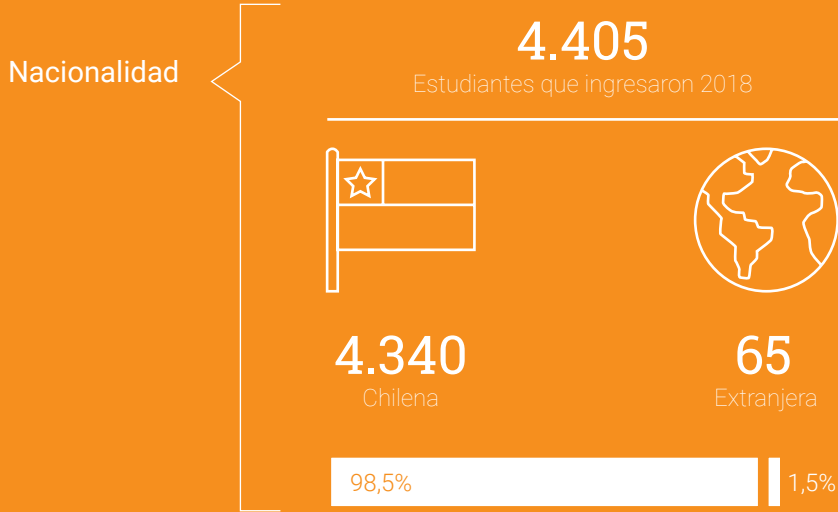 Nacionalidad
4.405
Estudiantes que ingresaron 2018
4.340
Chilena
65
Extranjera
98,5%
1,5%